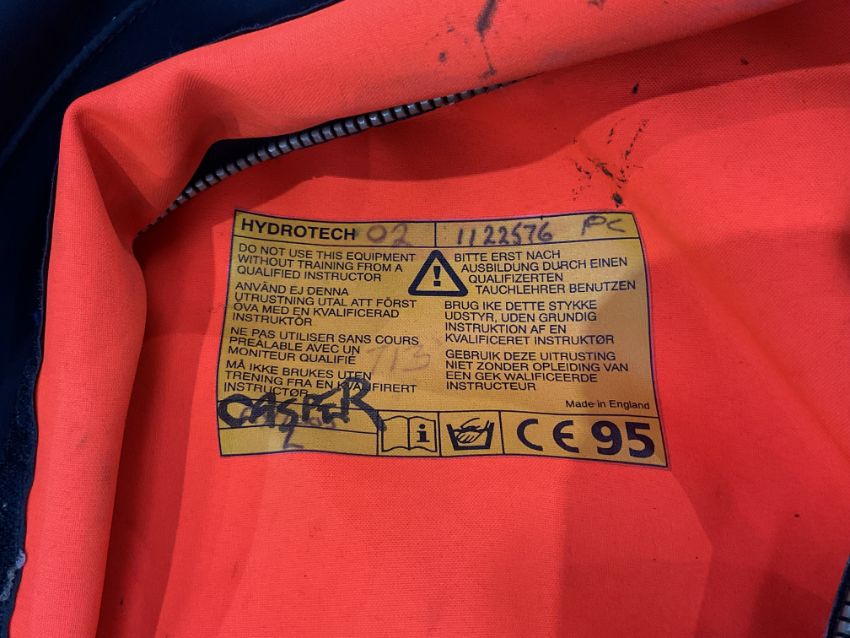 HYDROTECH 02
1122576 PC
DO NOT USE THIS EQUIPMENT
WITHOUT TRAINING FROM A
QUALIFIED INSTRUCTOR
ANVÄND EJ DENNA
UTRUSTNING UTAL ATT FÖRST
ÖVA MED EN KVALIFICERAD
INSTRUKTÖR
NE PAS UTILISER SANS COURS
PREALABLE AVEC UN
MONITEUR QUALIFIÉ
MÅ IKKE BRUKES UTEN
TRENING FRA EN KVALIFIRERT
INSTRUCTØR
713
CASPER
BITTE ERST NACH
AUSBILDUNG DURCH EINEN
QUALIFIZERTEN
TAUCHLEHRER BENUTZEN
BRUG IKE DETTE STYKKE
UDSTYR, UDEN GRUNDIG
INSTRUKTION AF EN
KVALIFICERET INSTRUKTØR
GEBRUIK DEZE UITRUSTING
NIET ZONDER OPLEIDING VAN
EEN GEK WALIFICEERDE
INSTRUCTEUR
Made in England
i
CE 95